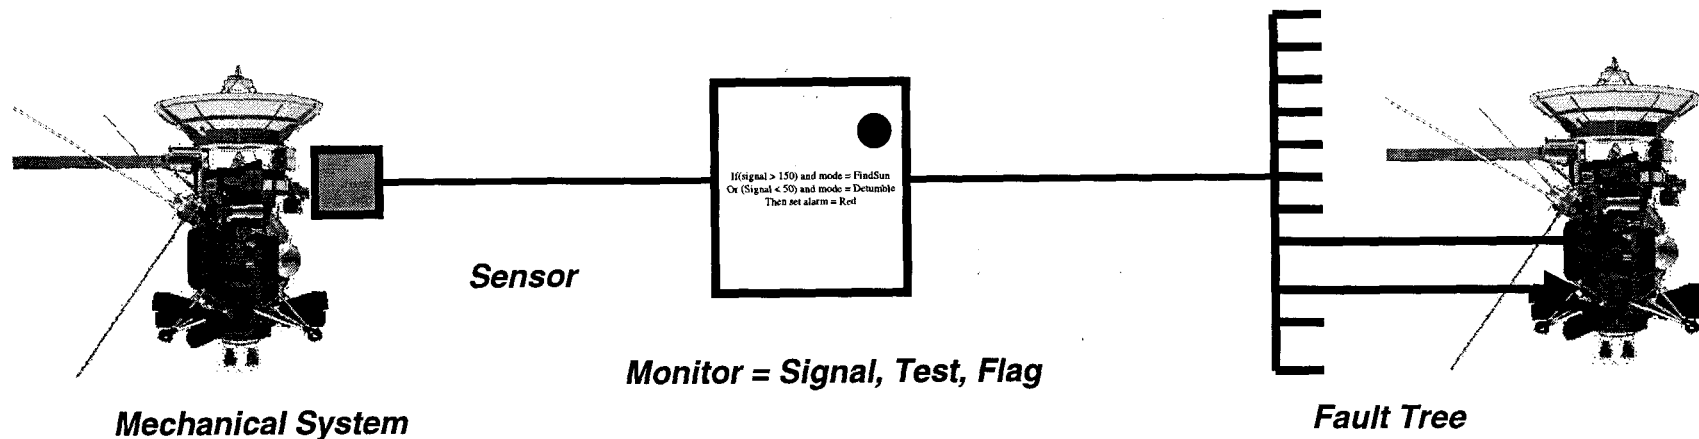 If(signal > 150) and mode = FindSun
Or (Signal < 50) and mode = Detumble
Then set alarm = Red
Sensor
Monitor = Signal, Test, Flag
Mechanical System
Fault Tree